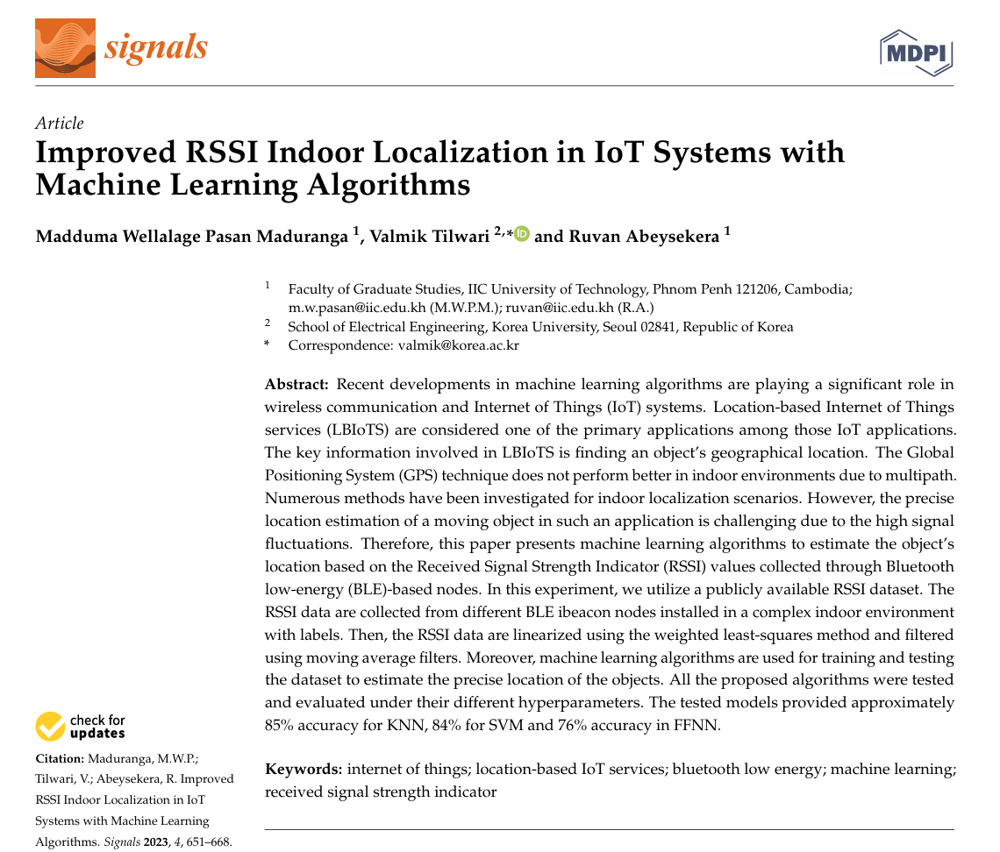 signals
MDPI
Article
Improved RSSI Indoor Localization in IoT Systems with
Machine Learning Algorithms
Madduma Wellalage Pasan Maduranga 1, Valmik Tilwari 2,* iD and Ruvan Abeysekera 1
1 Faculty of Graduate Studies, IIC University of Technology, Phnom Penh 121206, Cambodia;
m.w.pasan@iic.edu.kh (M.W.P.M.); ruvan@iic.edu.kh (R.A.)
2 School of Electrical Engineering, Korea University, Seoul 02841, Republic of Korea
* Correspondence: valmik@korea.ac.kr
Abstract: Recent developments in machine learning algorithms are playing a significant role in
wireless communication and Internet of Things (IoT) systems. Location-based Internet of Things
services (LBIoTS) are considered one of the primary applications among those IoT applications.
The key information involved in LBIoTS is finding an object's geographical location. The Global
Positioning System (GPS) technique does not perform better in indoor environments due to multipath.
Numerous methods have been investigated for indoor localization scenarios. However, the precise
location estimation of a moving object in such an application is challenging due to the high signal
fluctuations. Therefore, this paper presents machine learning algorithms to estimate the object's
location based on the Received Signal Strength Indicator (RSSI) values collected through Bluetooth
low-energy (BLE)-based nodes. In this experiment, we utilize a publicly available RSSI dataset. The
RSSI data are collected from different BLE ibeacon nodes installed in a complex indoor environment
with labels. Then, the RSSI data are linearized using the weighted least-squares method and filtered
using moving average filters. Moreover, machine learning algorithms are used for training and testing
the dataset to estimate the precise location of the objects. All the proposed algorithms were tested
and evaluated under their different hyperparameters. The tested models provided approximately
85% accuracy for KNN, 84% for SVM and 76% accuracy in FFNN.
Keywords: internet of things; location-based IoT services; bluetooth low energy; machine learning;
received signal strength indicator
check for
updates
Citation: Maduranga, M.W.P.;
Tilwari, V.; Abeysekera, R. Improved
RSSI Indoor Localization in IoT
Systems with Machine Learning
Algorithms. Signals 2023, 4, 651–668.